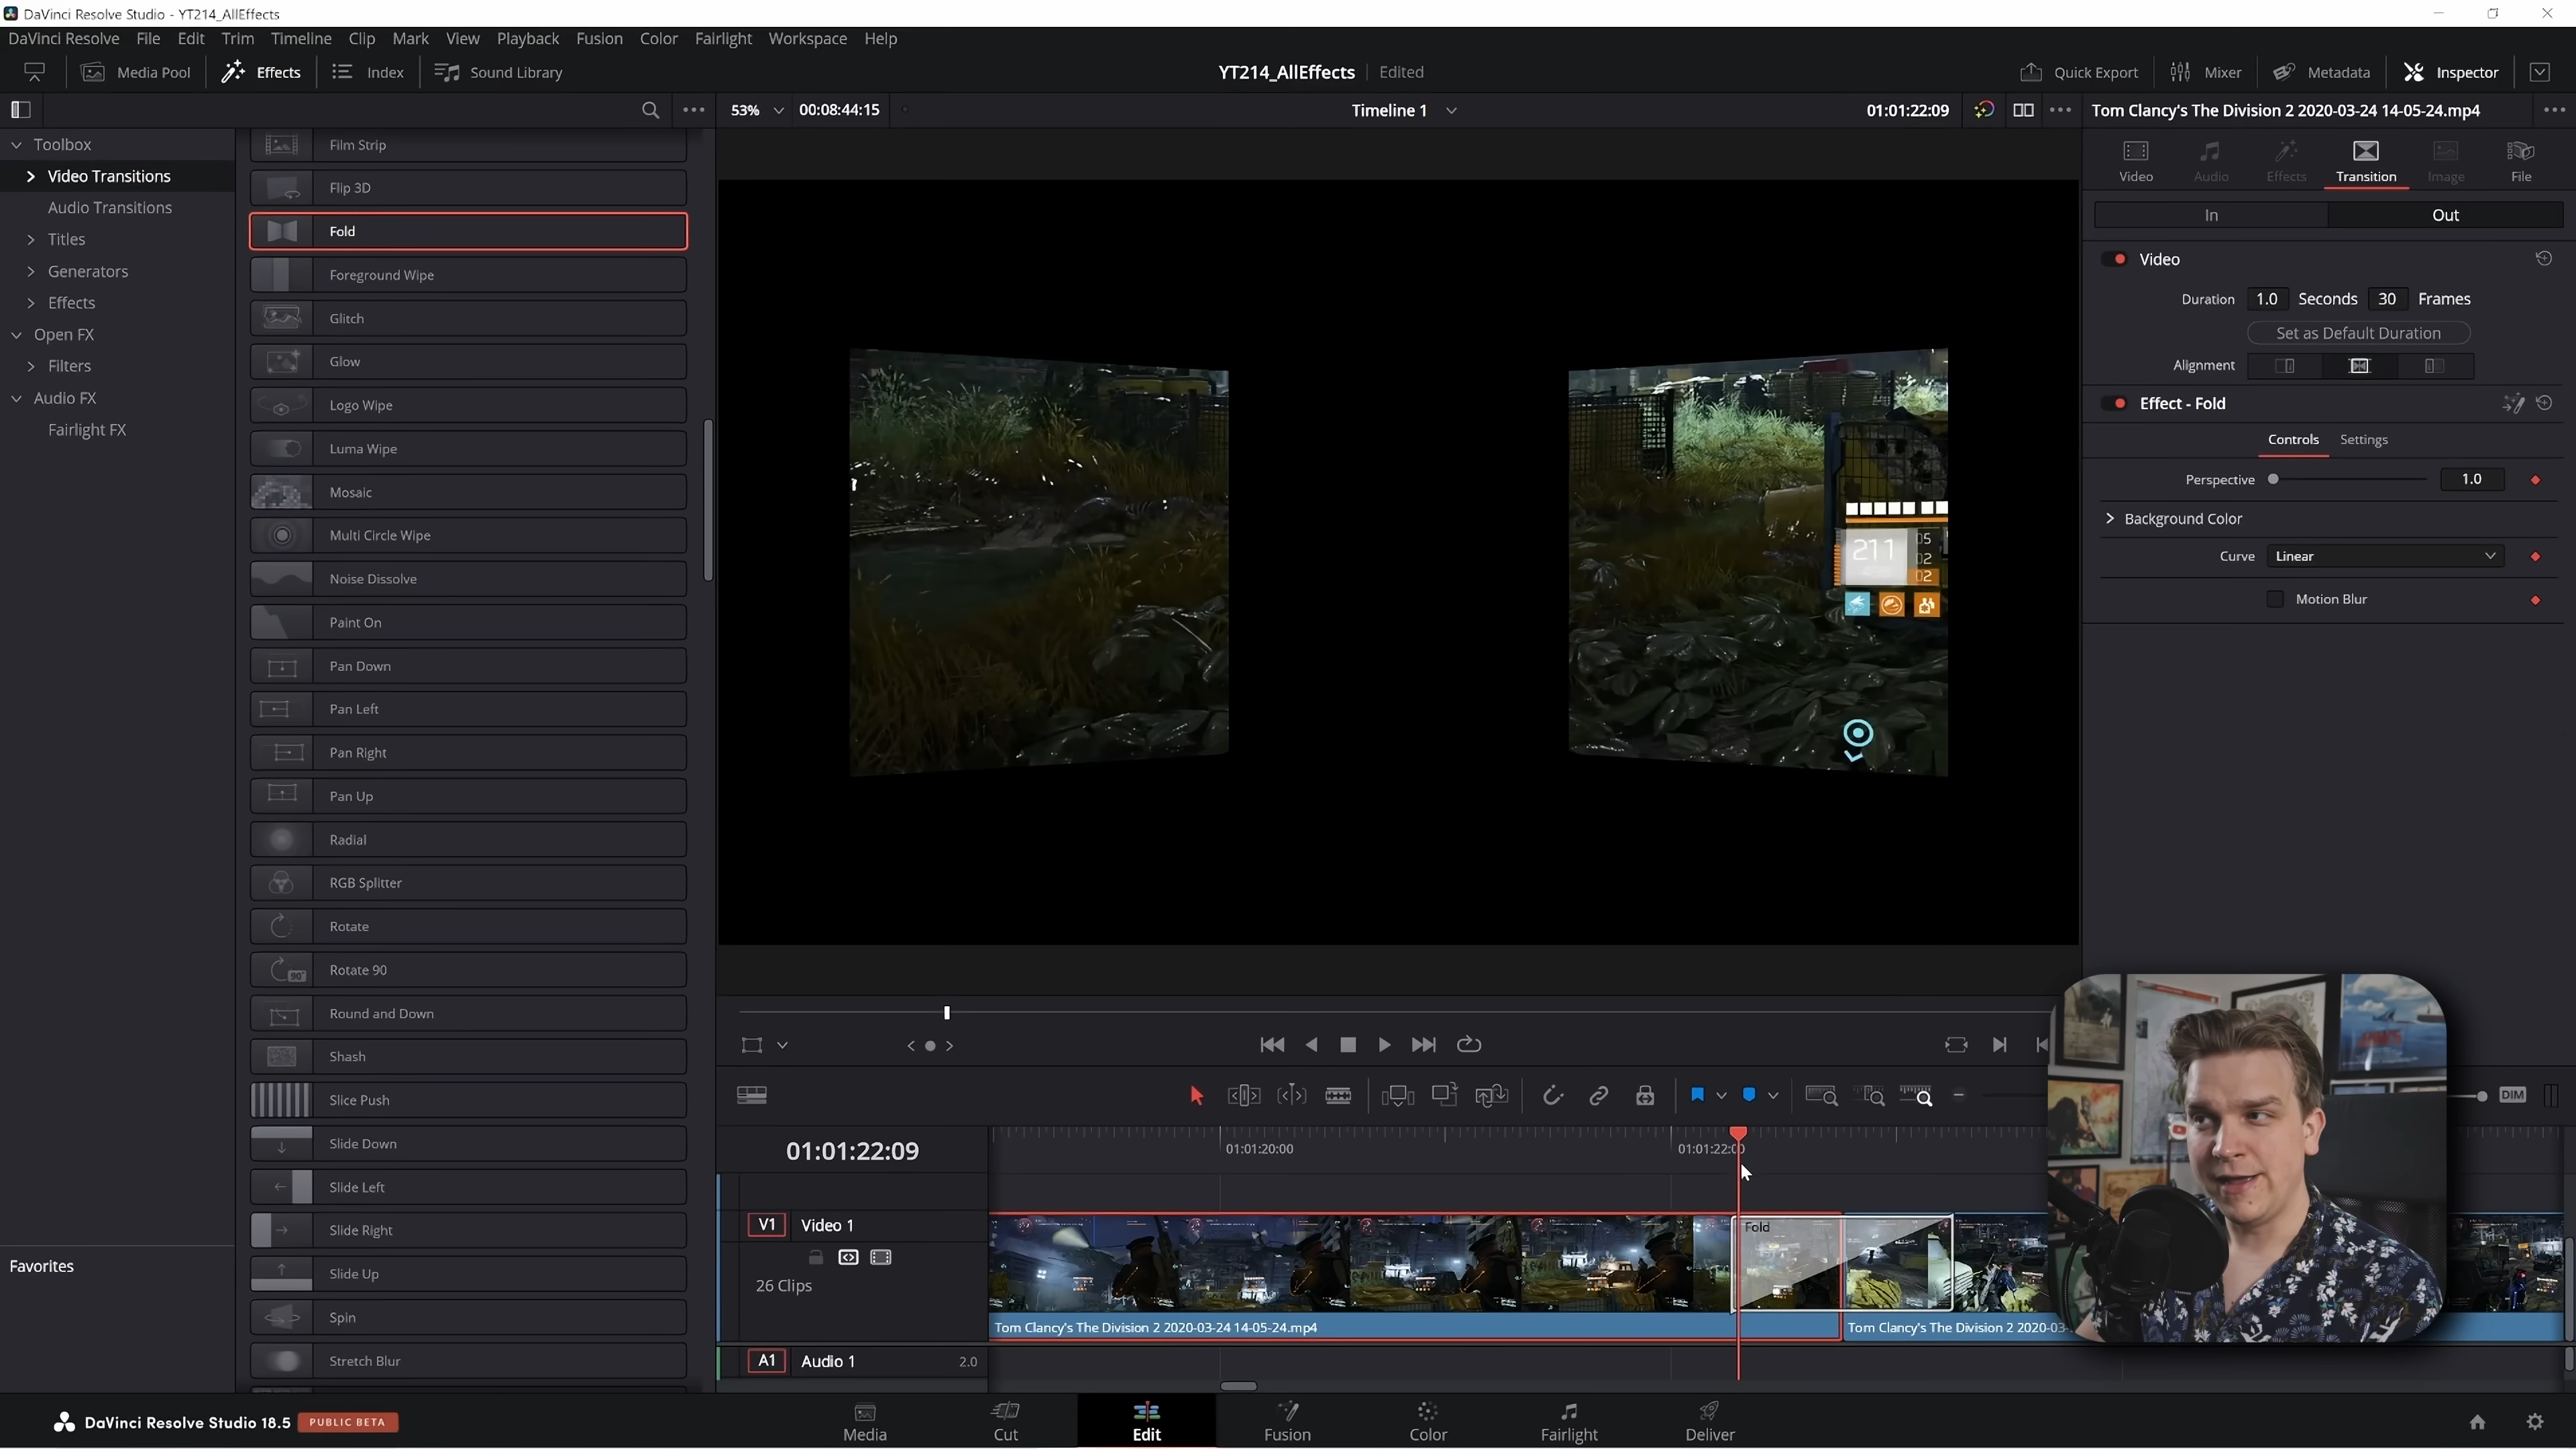 DaVinci Resolve Studio - YT214_AllEffects
DaVinci Resolve File Edit Trim Timeline Clip Mark View Playback Fusion Color Fairlight Workspace Help
Media Pool Effects Index Sound Library YT214_AllEffects Edited Quick Export Mixer Metadata Inspector
53% 00:08:44:15 Timeline 1 01:01:22:09 Tom Clancy's The Division 2 2020-03-24 14-05-24.mp4
Toolbox
Video Transitions
Audio Transitions
Titles
Generators
Effects
Open FX
Filters
Audio FX
Fairlight FX
Favorites
Film Strip
Flip 3D
Fold
Foreground Wipe
Glitch
Glow
Logo Wipe
Luma Wipe
Mosaic
Multi Circle Wipe
Noise Dissolve
Paint On
Pan Down
Pan Left
Pan Right
Pan Up
Radial
RGB Splitter
Rotate
Rotate 90
Round and Down
Shash
Slice Push
Slide Down
Slide Left
Slide Right
Slide Up
Spin
Stretch Blur
211
05
02
02
Video Audio Effects Transition Image File
In Out
Video
Duration 1.0 Seconds 30 Frames
Set as Default Duration
Alignment
Effect - Fold
Controls Settings
Perspective 1.0
Background Color
Curve Linear
Motion Blur
DIM
01:01:22:09 01:01:20:00 01:01:22:00
V1 Video 1
26 Clips
Fold
Tom Clancy's The Division 2 2020-03-24 14-05-24.mp4
Tom Clancy's The Division 2 2020-03-
A1 Audio 1 2.0
DaVinci Resolve Studio 18.5 PUBLIC BETA
Media Cut Edit Fusion Color Fairlight Deliver